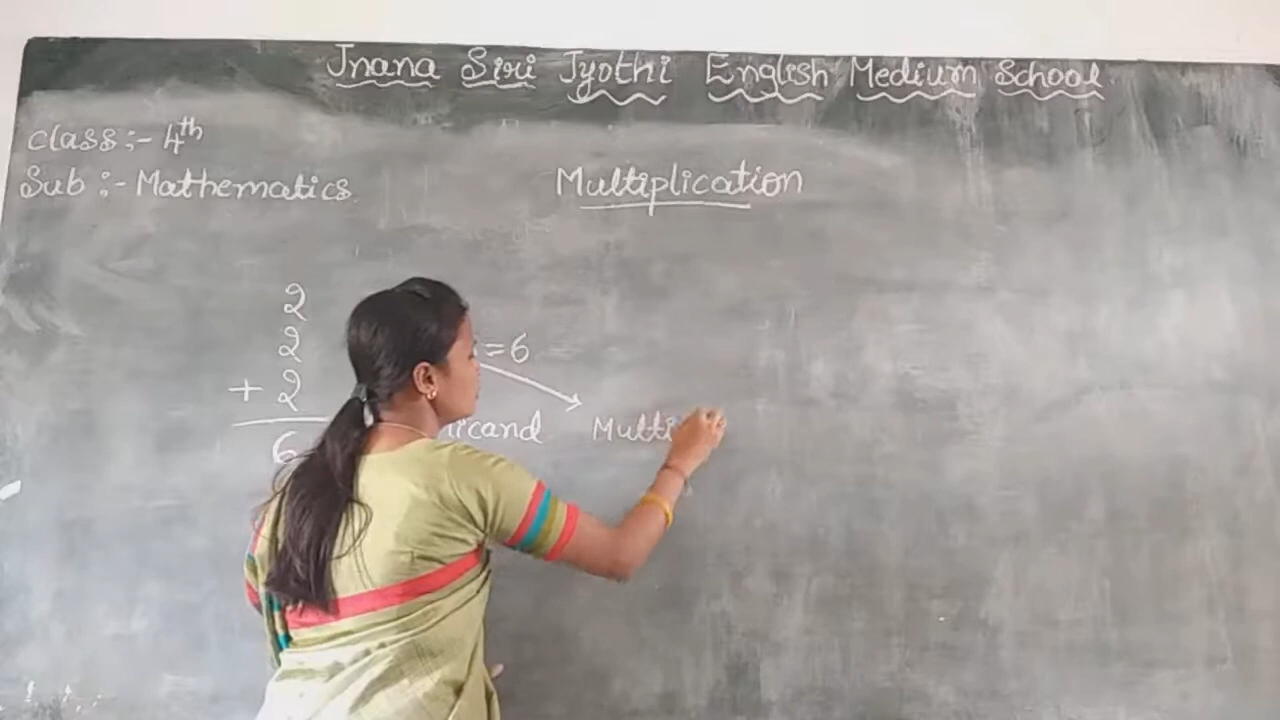 Jnana Siri Jyothi English Medium School
Class:- 4th
Sub:- Mathematics
Multiplication
2
2
+ 2
6
=6
icand Multi